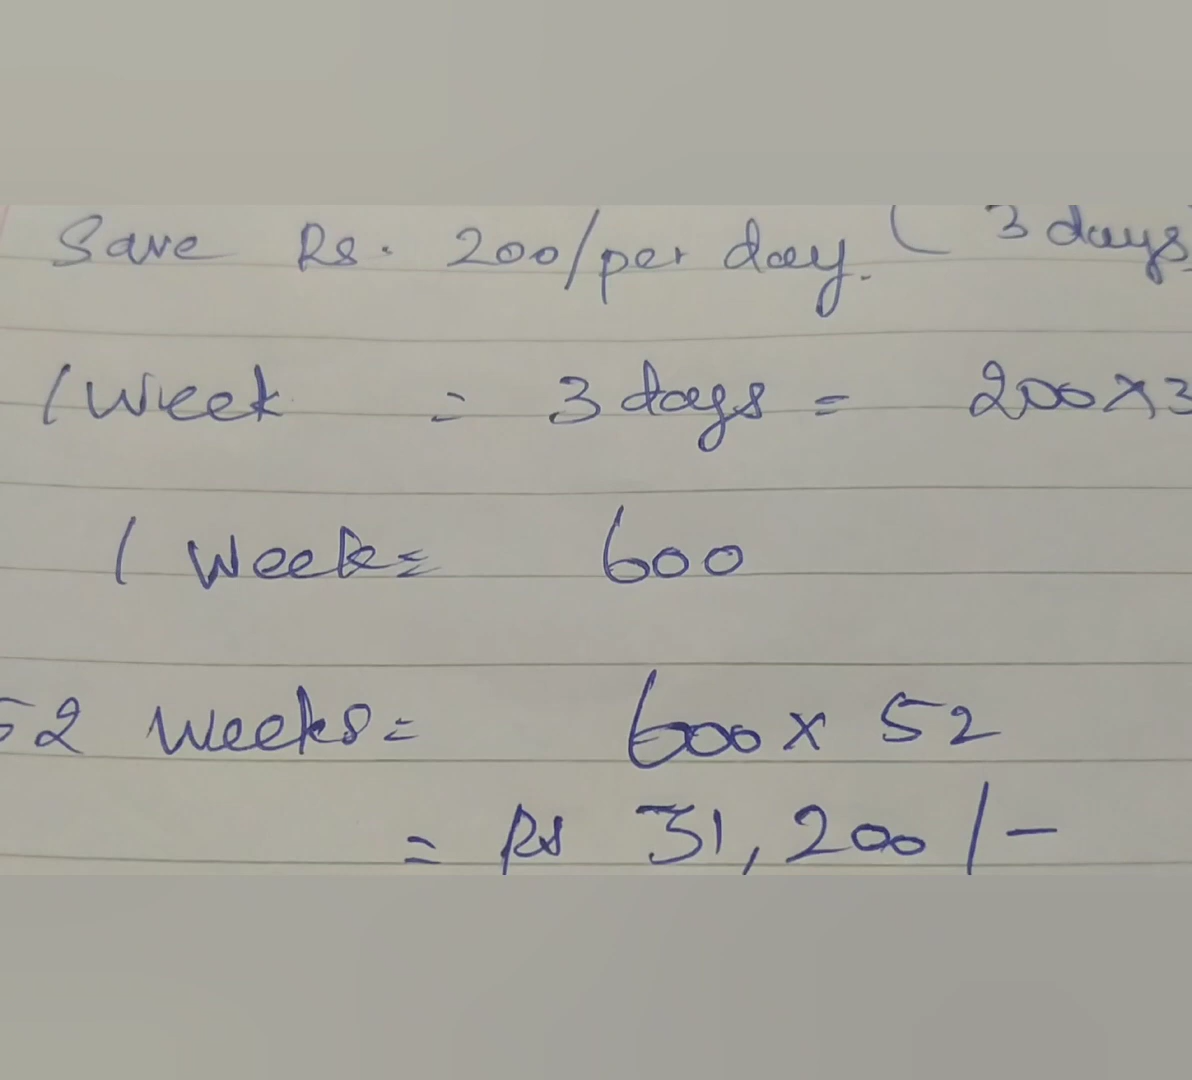 Save Rs. 200/per day. (3 days
1 week = 3 days = 200x3
1 week = 600
52 weeks = 600 x 52
= Rs 31,200/-